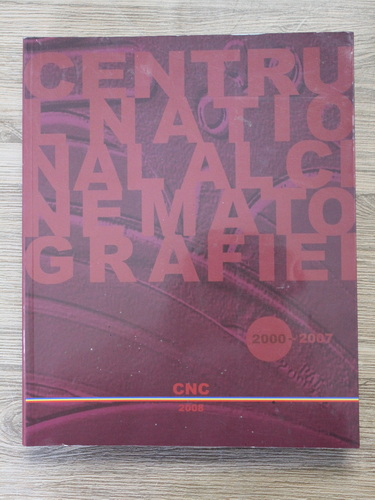 CENTRU
L NATIO
NAL AL CI
NEMATO
GRAFIEI
2000 - 2007
CNC
2008